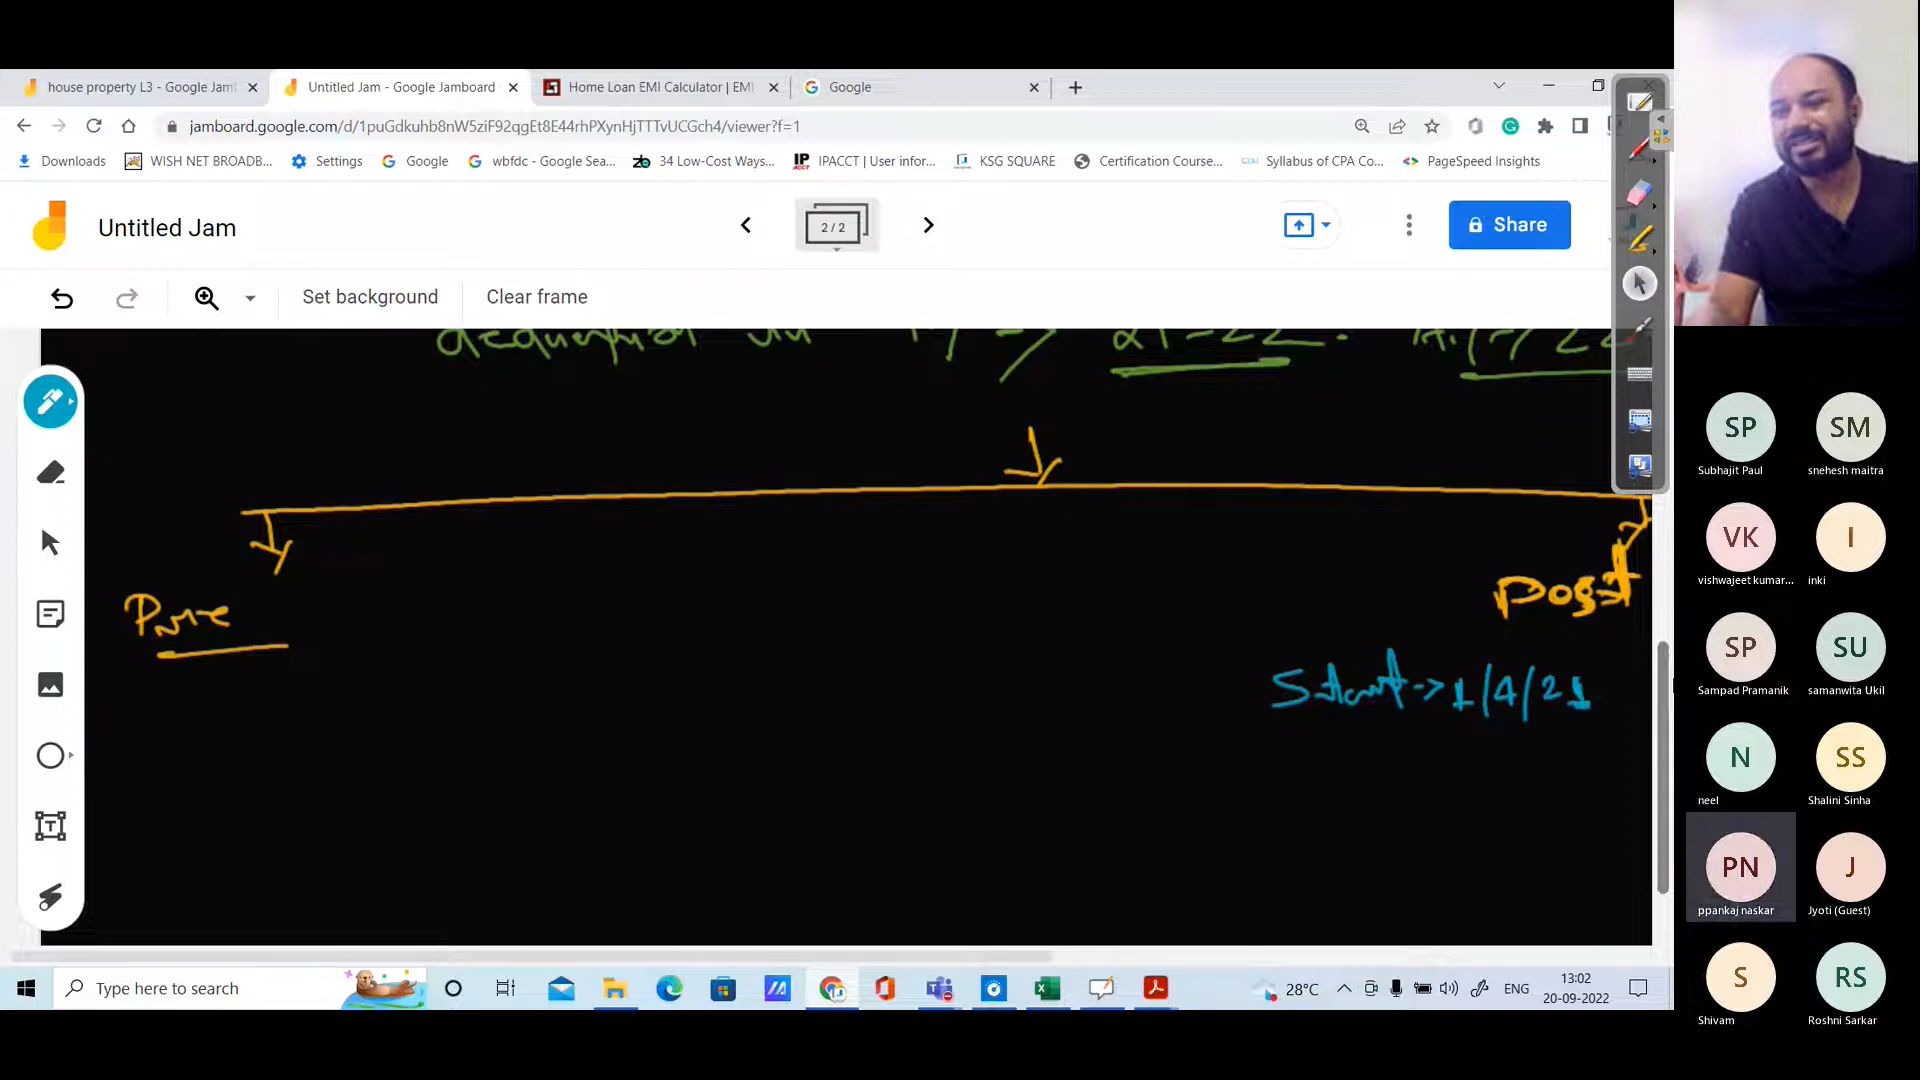 house property L3 - Google Jam
Untitled Jam - Google Jamboard
Home Loan EMI Calculator | EMI
Google
jamboard.google.com/d/1puGdkuhb8nW5ziF92qgEt8E44rhPXynHjTTTvUCGch4/viewer?f=1
Downloads
WISH NET BROADB...
Settings
Google
wbfdc - Google Sea...
34 Low-Cost Ways...
IPACCT | User infor...
KSG SQUARE
Certification Course...
Syllabus of CPA Co...
PageSpeed Insights
Untitled Jam
2 / 2
Share
Set background
Clear frame
21-22.
Pre
post
Start -> 1/4/21
Type here to search
28°C
ENG
13:02
20-09-2022
SP
Subhajit Paul
SM
snehesh maitra
VK
vishwajeet kumar...
I
inki
SP
Sampad Pramanik
SU
samanwita Ukil
N
neel
SS
Shalini Sinha
PN
ppankaj naskar
J
Jyoti (Guest)
S
Shivam
RS
Roshni Sarkar